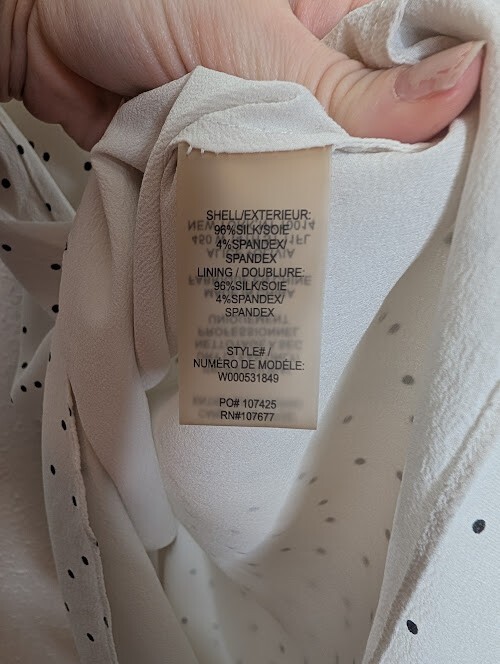 SHELL/EXTERIEUR:
96%SILK/SOIE
4%SPANDEX/
SPANDEX
LINING / DOUBLURE:
96%SILK/SOIE
4%SPANDEX/
SPANDEX
STYLE# /
NUMÉRO DE MODÈLE:
W000531849
PO# 107425
RN#107677